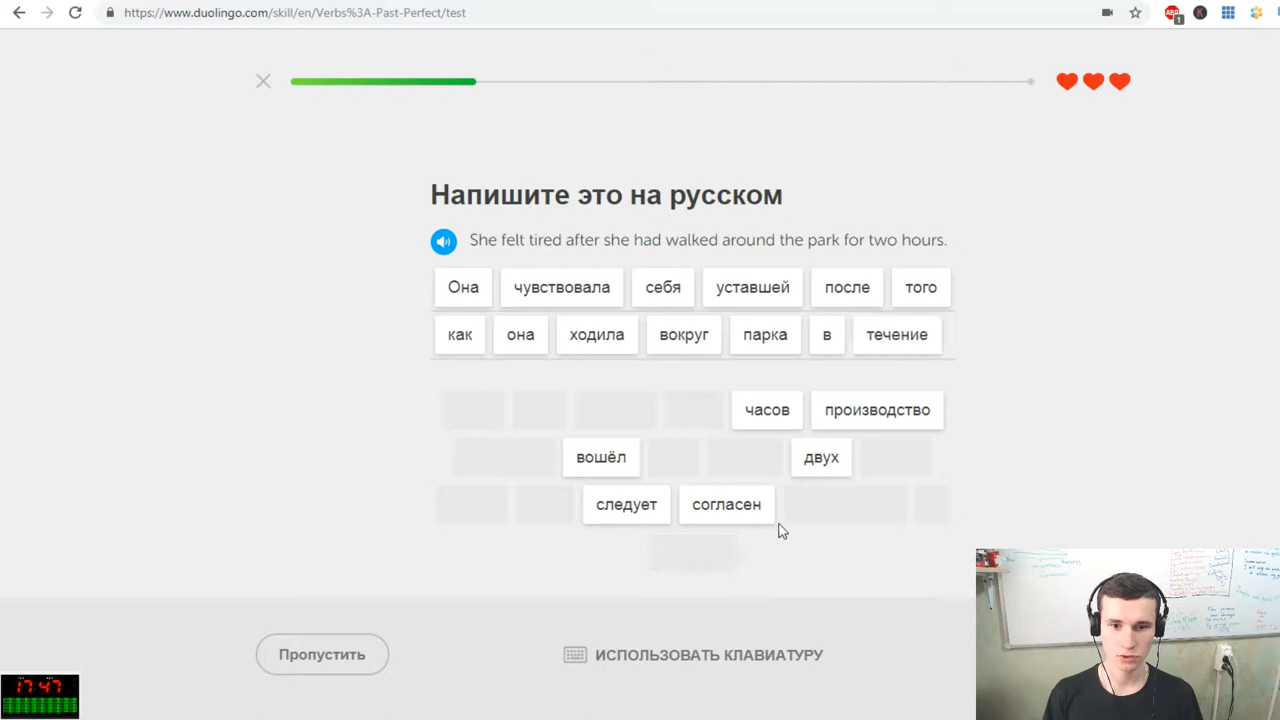 https://www.duolingo.com/skill/en/Verbs%3A-Past-Perfect/test
Напишите это на русском
She felt tired after she had walked around the park for two hours.
Она чувствовала себя уставшей после того
как она ходила вокруг парка в течение
часов производство
вошёл двух
следует согласен
Пропустить ИСПОЛЬЗОВАТЬ КЛАВИАТУРУ
17:47